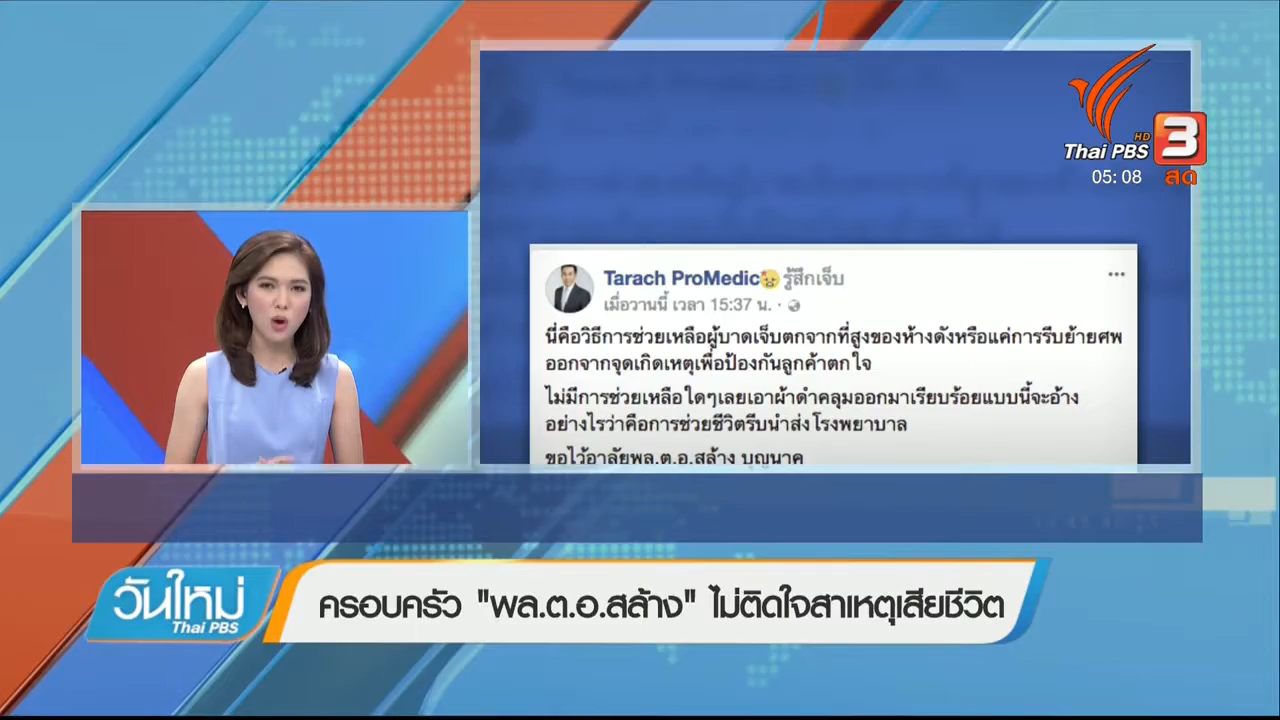 HD
Thai PBS 3
05:08 สด
Tarach ProMedic รู้สึกเจ็บ
เมื่อวานนี้ เวลา 15:37 น. ·
นี่คือวิธีการช่วยเหลือผู้บาดเจ็บตกจากที่สูงของห้างดังหรือแค่การรีบย้ายศพ
ออกจากจุดเกิดเหตุเพื่อป้องกันลูกค้าตกใจ
ไม่มีการช่วยเหลือใดๆเลยเอาผ้าดำคลุมออกมาเรียบร้อยแบบนี้จะอ้าง
อย่างไรว่าคือการช่วยชีวิตรีบนำส่งโรงพยาบาล
ขอไว้อาลัยพล.ต.อ.สล้าง บุญนาค
วันใหม่
Thai PBS
ครอบครัว "พล.ต.อ.สล้าง" ไม่ติดใจสาเหตุเสียชีวิต